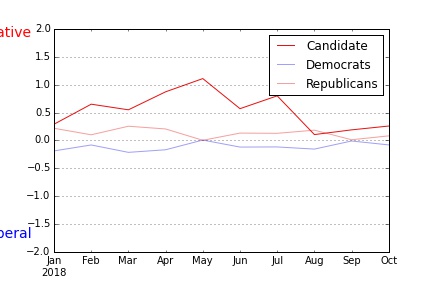 ative
2.0
1.5
1.0
0.5
0.0
−0.5
−1.0
−1.5
−2.0
peral
Candidate
Democrats
Republicans
Jan Feb Mar Apr May Jun Jul Aug Sep Oct
2018